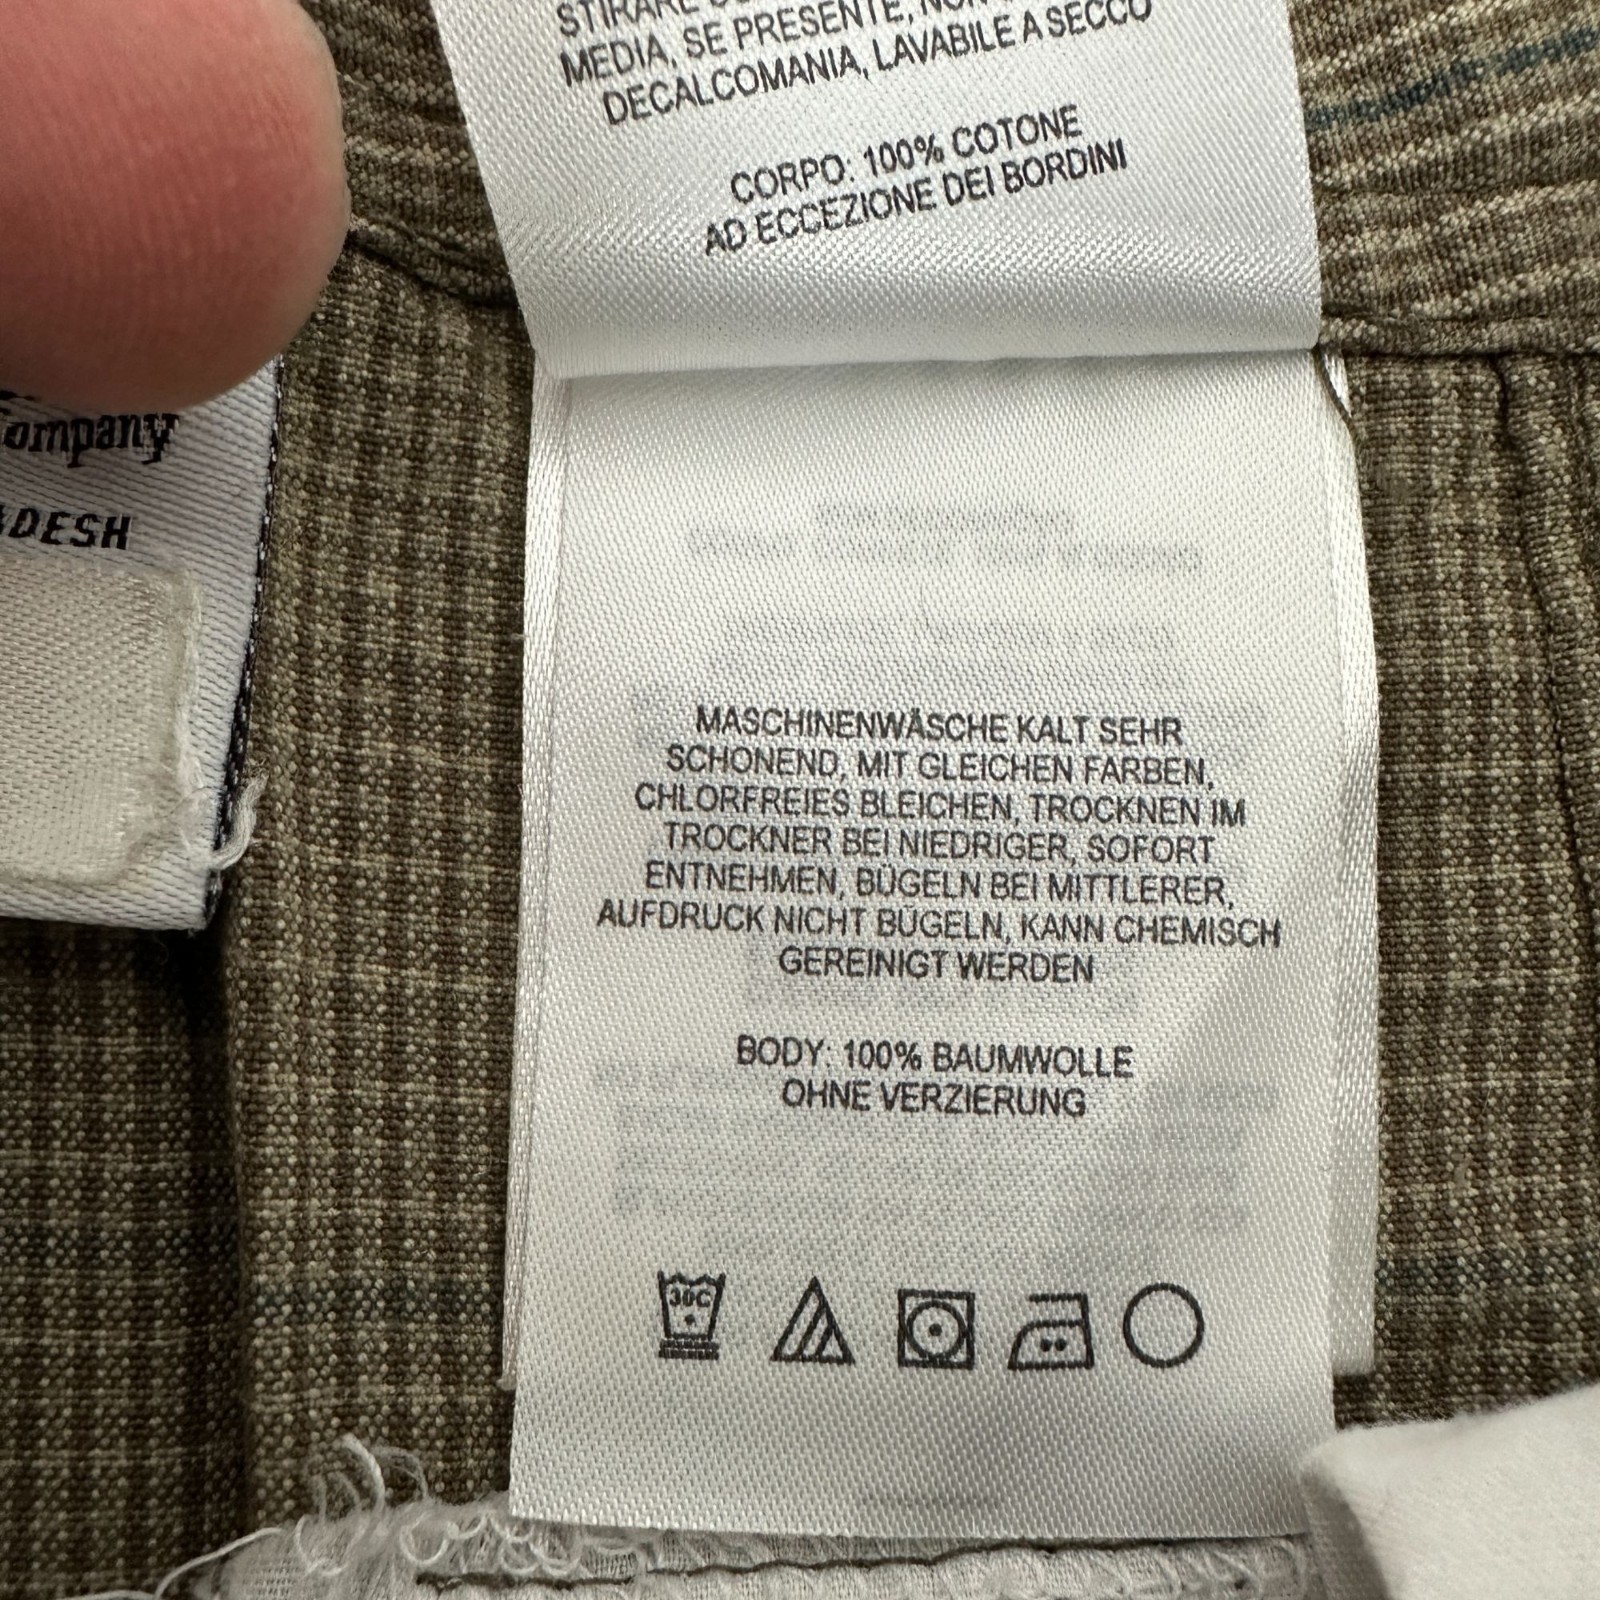 MEDIA, SE PRESENTE,
DECALCOMANIA, LAVABILE A SECCO
CORPO: 100% COTONE
AD ECCEZIONE DEI BORDINI
ompany
DESH
MASCHINENWÄSCHE KALT SEHR
SCHONEND, MIT GLEICHEN FARBEN,
CHLORFREIES BLEICHEN, TROCKNEN IM
TROCKNER BEI NIEDRIGER, SOFORT
ENTNEHMEN, BÜGELN BEI MITTLERER,
AUFDRUCK NICHT BÜGELN, KANN CHEMISCH
GEREINIGT WERDEN
BODY: 100% BAUMWOLLE
OHNE VERZIERUNG
30C